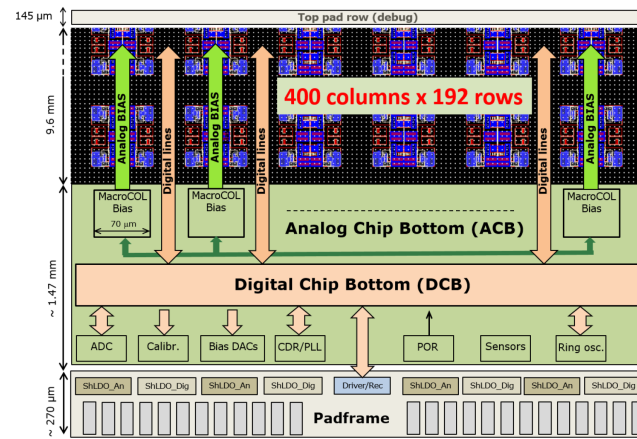 145 µm
Top pad row (debug)
9.6 mm
Analog BIAS
Digital lines
Analog BIAS
Digital lines
400 columns x 192 rows
Digital lines
Analog BIAS
MacroCOL
Bias
70 µm
MacroCOL
Bias
MacroCOL
Bias
Analog Chip Bottom (ACB)
~ 1.47 mm
Digital Chip Bottom (DCB)
ADC
Calibr.
Bias DACs
CDR/PLL
POR
Sensors
Ring osc.
~ 270 µm
ShLDO_An
ShLDO_Dig
ShLDO_An
ShLDO_Dig
Driver/Rec
ShLDO_An
ShLDO_Dig
ShLDO_An
ShLDO_Dig
Padframe